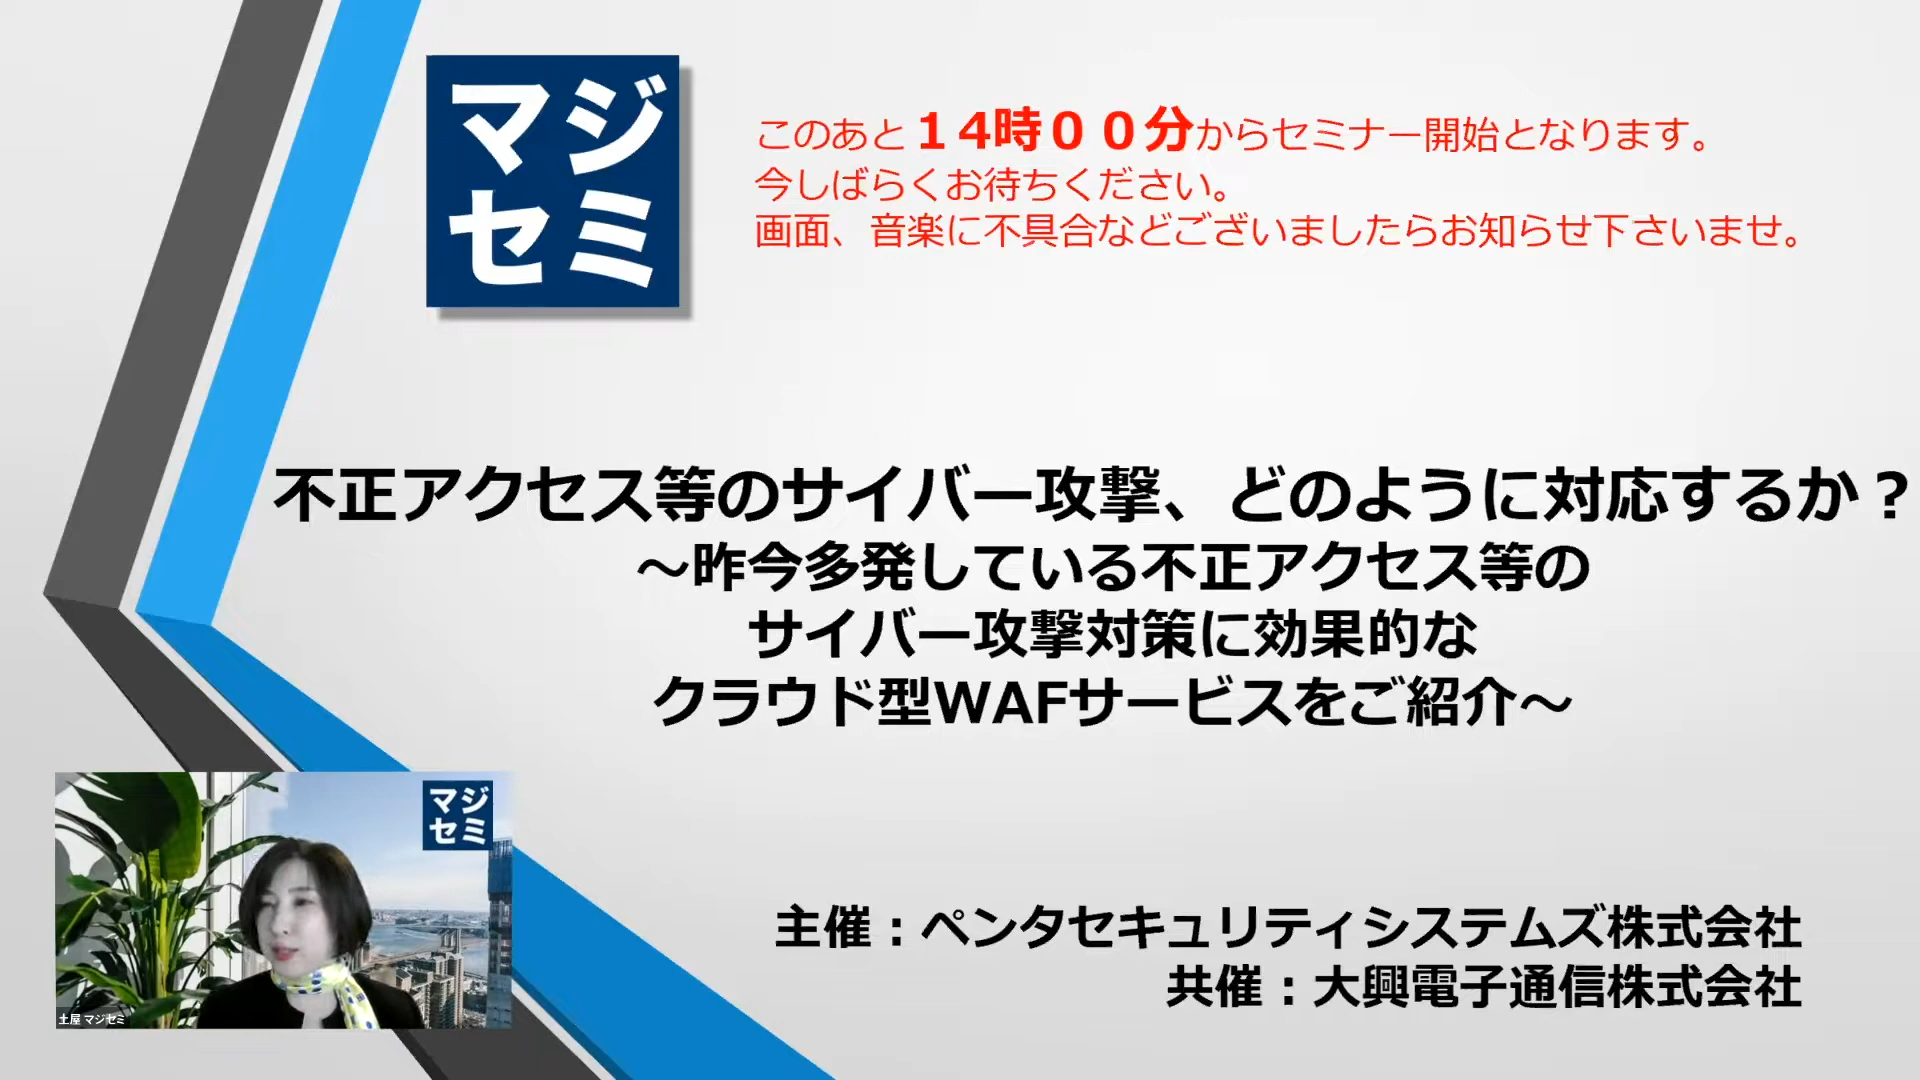 マジ
セミ
このあと１４時００分からセミナー開始となります。
今しばらくお待ちください。
画面、音楽に不具合などございましたらお知らせ下さいませ。
不正アクセス等のサイバー攻撃、どのように対応するか？
～昨今多発している不正アクセス等の
サイバー攻撃対策に効果的な
クラウド型WAFサービスをご紹介～
マジ
セミ
土屋 マジセミ
主催：ペンタセキュリティシステムズ株式会社
共催：大興電子通信株式会社